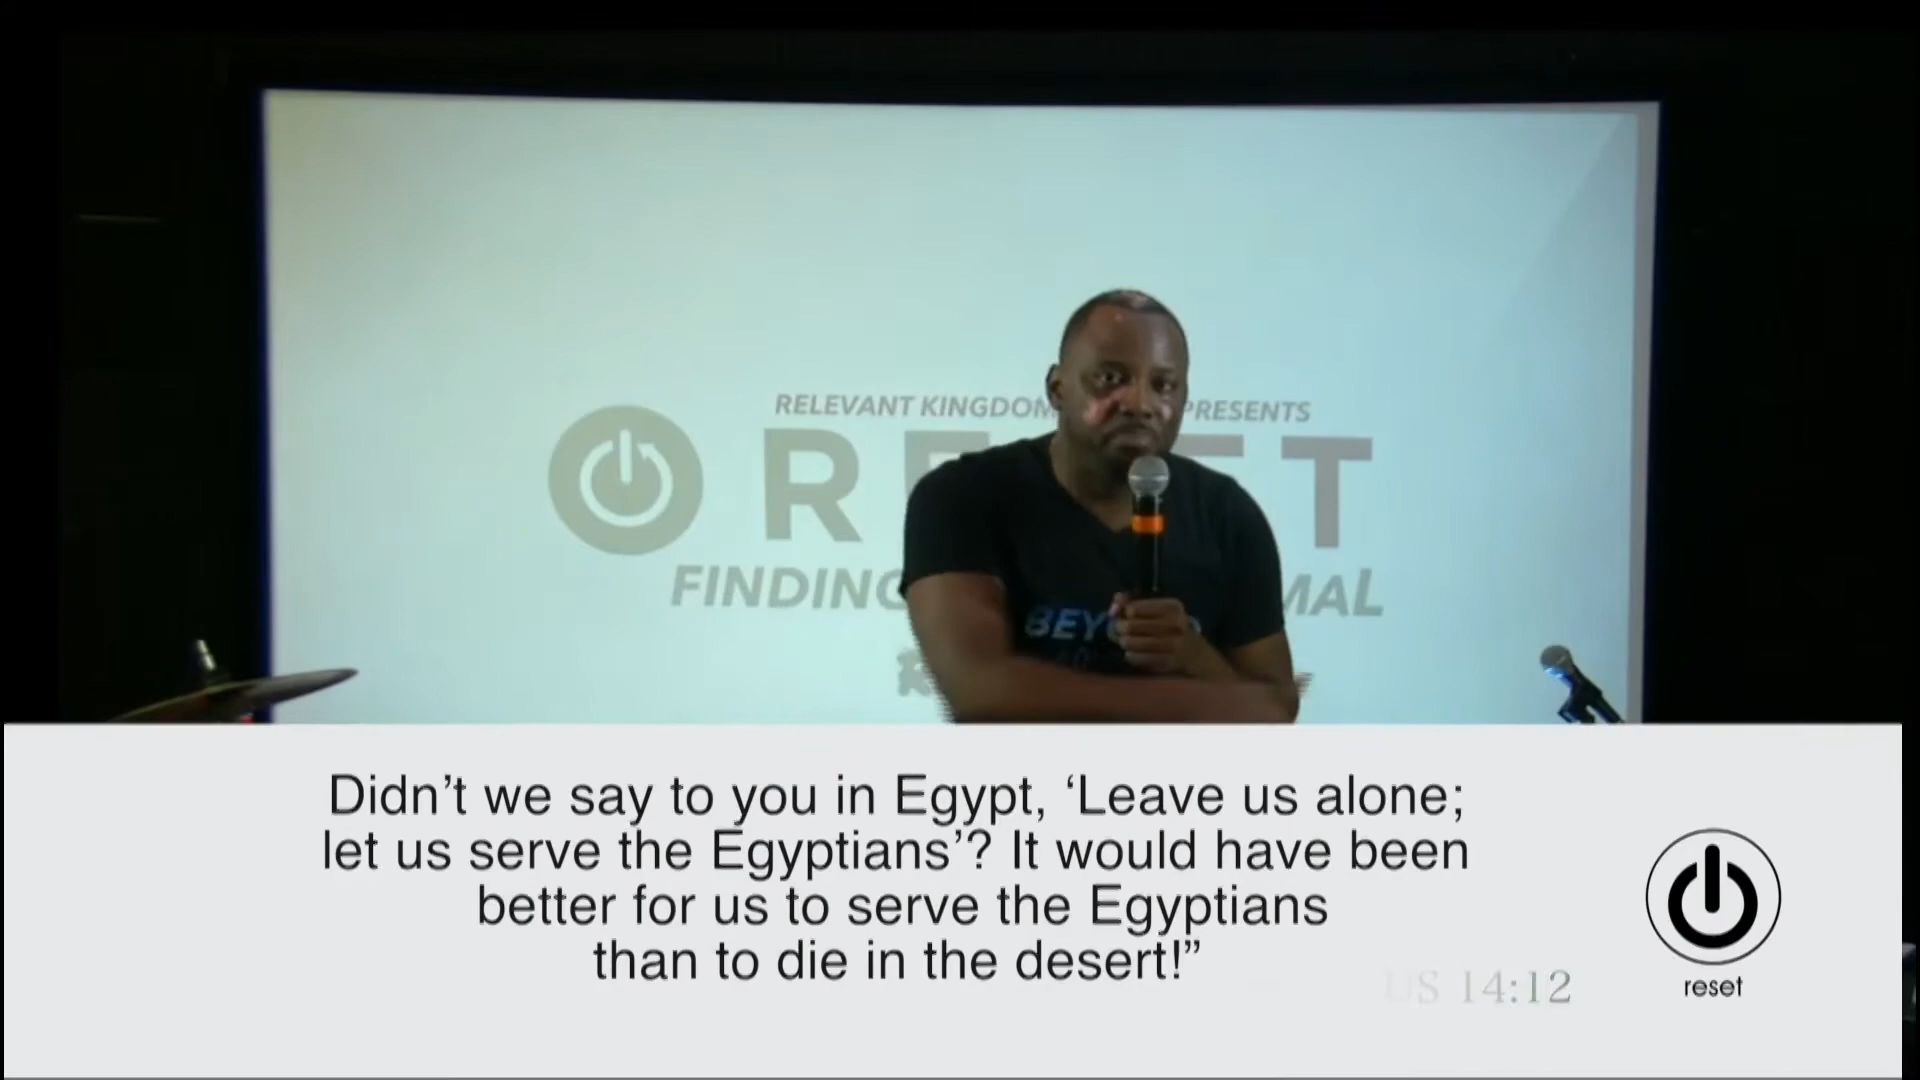 RELEVANT KINGDOM PRESENTS
FINDING
BEY
Didn’t we say to you in Egypt, ‘Leave us alone;
let us serve the Egyptians’? It would have been
better for us to serve the Egyptians
than to die in the desert!”
US 14:12
reset